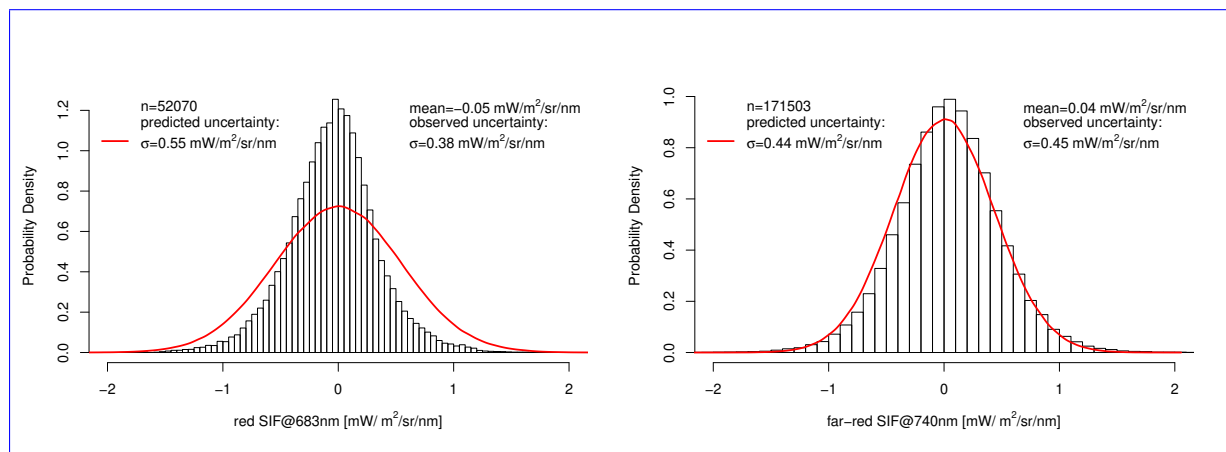 n=52070
predicted uncertainty:
σ=0.55 mW/m²/sr/nm
mean=−0.05 mW/m²/sr/nm
observed uncertainty:
σ=0.38 mW/m²/sr/nm
Probability Density
0.0 0.2 0.4 0.6 0.8 1.0 1.2
−2 −1 0 1 2
red SIF@683nm [mW/ m²/sr/nm]
n=171503
predicted uncertainty:
σ=0.44 mW/m²/sr/nm
mean=0.04 mW/m²/sr/nm
observed uncertainty:
σ=0.45 mW/m²/sr/nm
Probability Density
0.0 0.2 0.4 0.6 0.8 1.0
−2 −1 0 1 2
far−red SIF@740nm [mW/ m²/sr/nm]